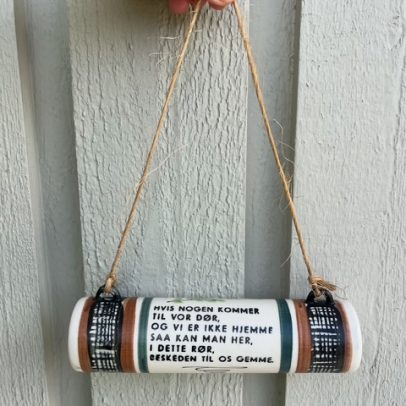 HVIS NOGEN KOMMER
TIL VOR DØR,
OG VI ER IKKE HJEMME
SAA KAN MAN HER,
I DETTE RØR,
BESKEDEN TIL OS GEMME.